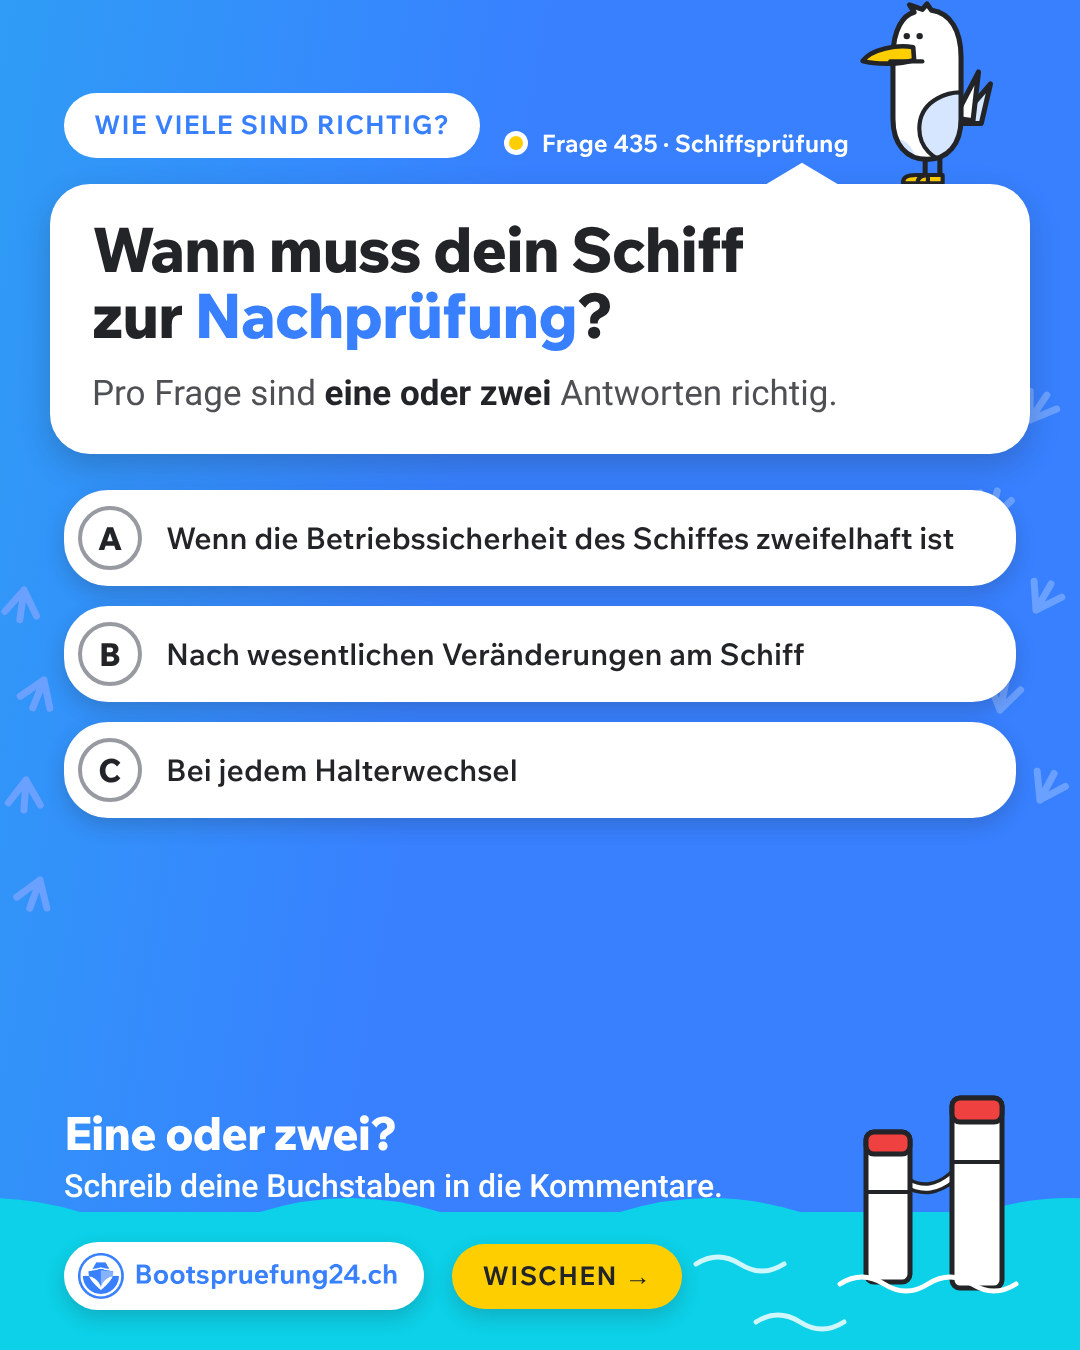 WIE VIELE SIND RICHTIG?
Frage 435 · Schiffsprüfung
Wann muss dein Schiff
zur Nachprüfung?
Pro Frage sind eine oder zwei Antworten richtig.
A Wenn die Betriebssicherheit des Schiffes zweifelhaft ist
B Nach wesentlichen Veränderungen am Schiff
C Bei jedem Halterwechsel
Eine oder zwei?
Schreib deine Buchstaben in die Kommentare.
Bootspruefung24.ch
WISCHEN →